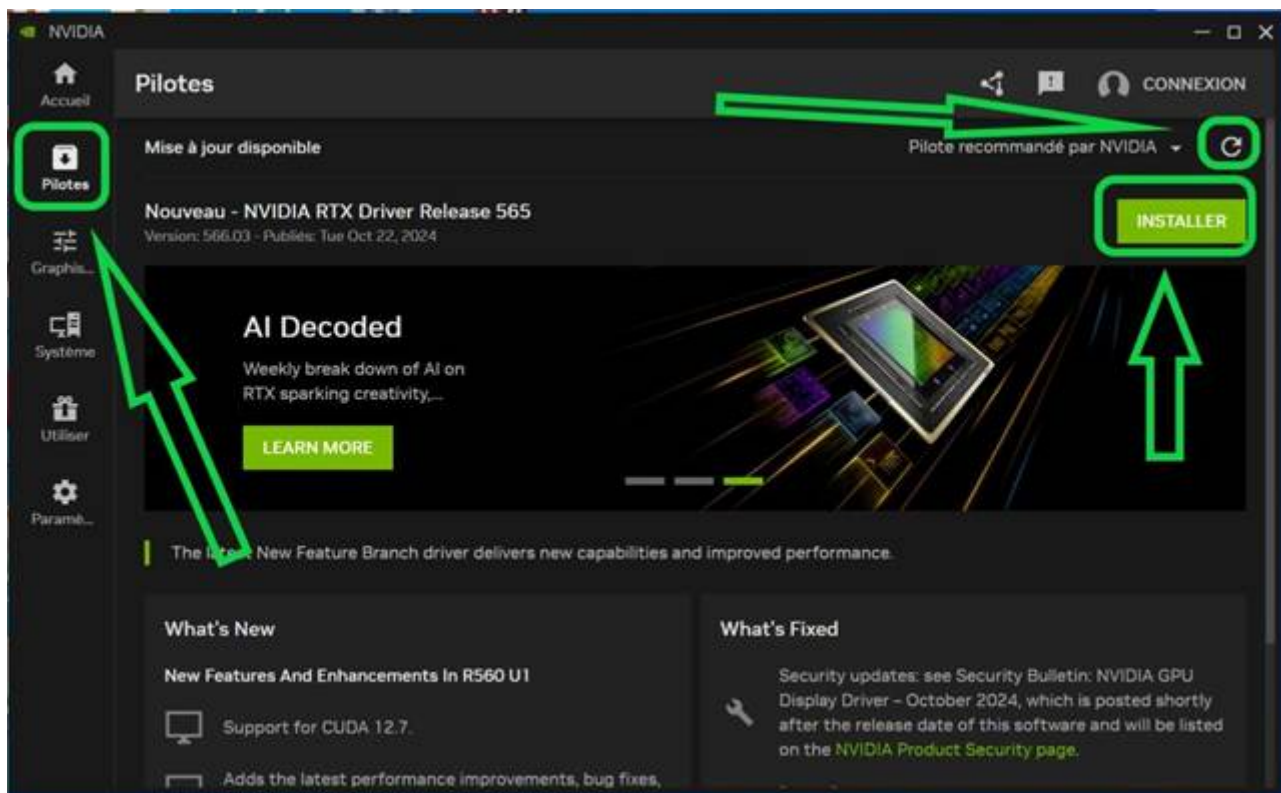 NVIDIA
Accueil
Pilotes
CONNEXION
Pilotes
Mise à jour disponible
Pilote recommandé par NVIDIA
Nouveau - NVIDIA RTX Driver Release 565
Version: 566.03 - Publiés: Tue Oct 22, 2024
INSTALLER
Graphis...
Système
Utiliser
Paramè...
AI Decoded
Weekly break down of AI on
RTX sparking creativity,...
LEARN MORE
The latest New Feature Branch driver delivers new capabilities and improved performance.
What's New
New Features And Enhancements In R560 U1
Support for CUDA 12.7.
Adds the latest performance improvements, bug fixes,
What's Fixed
Security updates: see Security Bulletin: NVIDIA GPU
Display Driver – October 2024, which is posted shortly
after the release date of this software and will be listed
on the NVIDIA Product Security page.